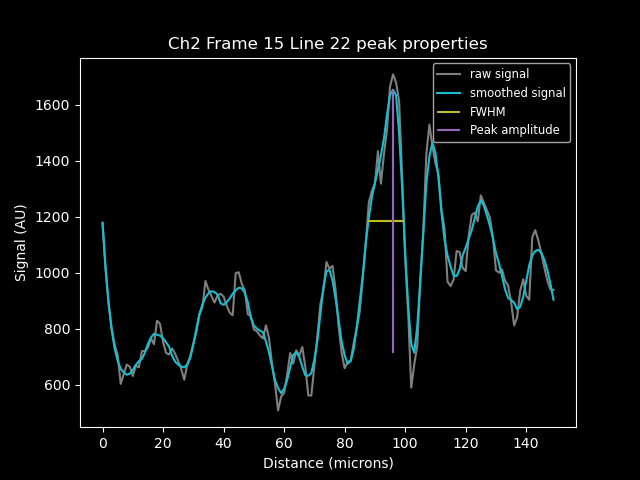 Ch2 Frame 15 Line 22 peak properties
raw signal
smoothed signal
FWHM
Peak amplitude
Signal (AU)
1600
1400
1200
1000
800
600
0 20 40 60 80 100 120 140
Distance (microns)